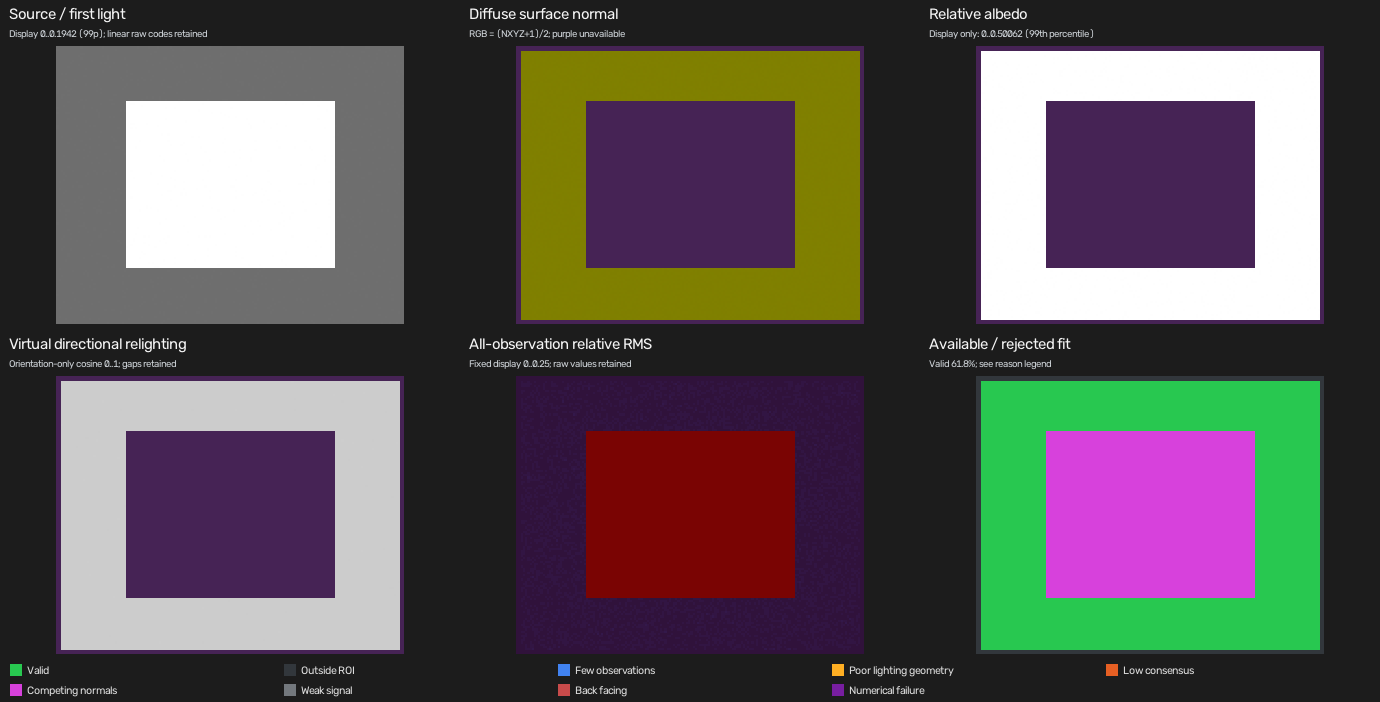 Source / first light
Display 0..0.1942 (99p); linear raw codes retained
Diffuse surface normal
RGB = (NXYZ+1)/2; purple unavailable
Relative albedo
Display only: 0..0.50062 (99th percentile)
Virtual directional relighting
Orientation-only cosine 0..1; gaps retained
All-observation relative RMS
Fixed display 0..0.25; raw values retained
Available / rejected fit
Valid 61.8%; see reason legend
Valid
Outside ROI
Few observations
Poor lighting geometry
Low consensus
Competing normals
Weak signal
Back facing
Numerical failure